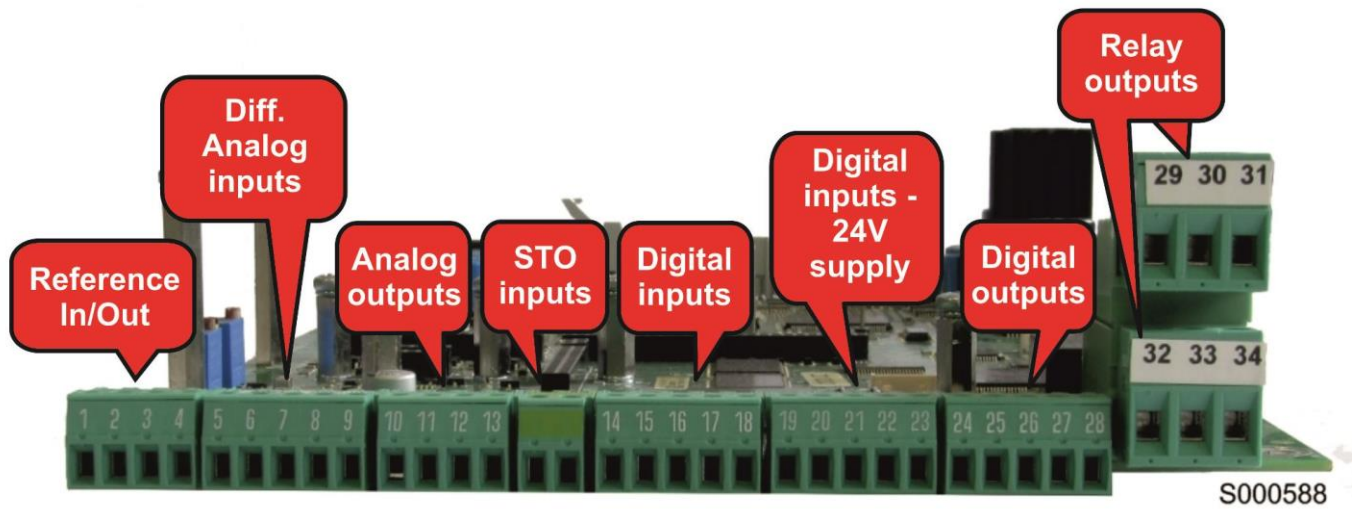 Relay
outputs
Diff.
Analog
inputs
Digital
inputs -
24V
supply
29 30 31
Reference
In/Out
Analog
outputs
STO
inputs
Digital
inputs
Digital
outputs
32 33 34
1 2 3 4
5 6 7 8 9
10 11 12 13
14 15 16 17 18
19 20 21 22 23
24 25 26 27 28
S000588